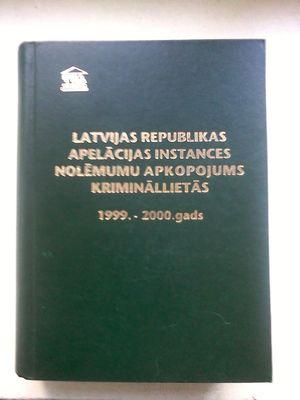 LATVIJAS REPUBLIKAS
APELĀCIJAS INSTANCES
NOLĒMUMU APKOPOJUMS
KRIMINĀLLIETĀS
1999. - 2000.gads